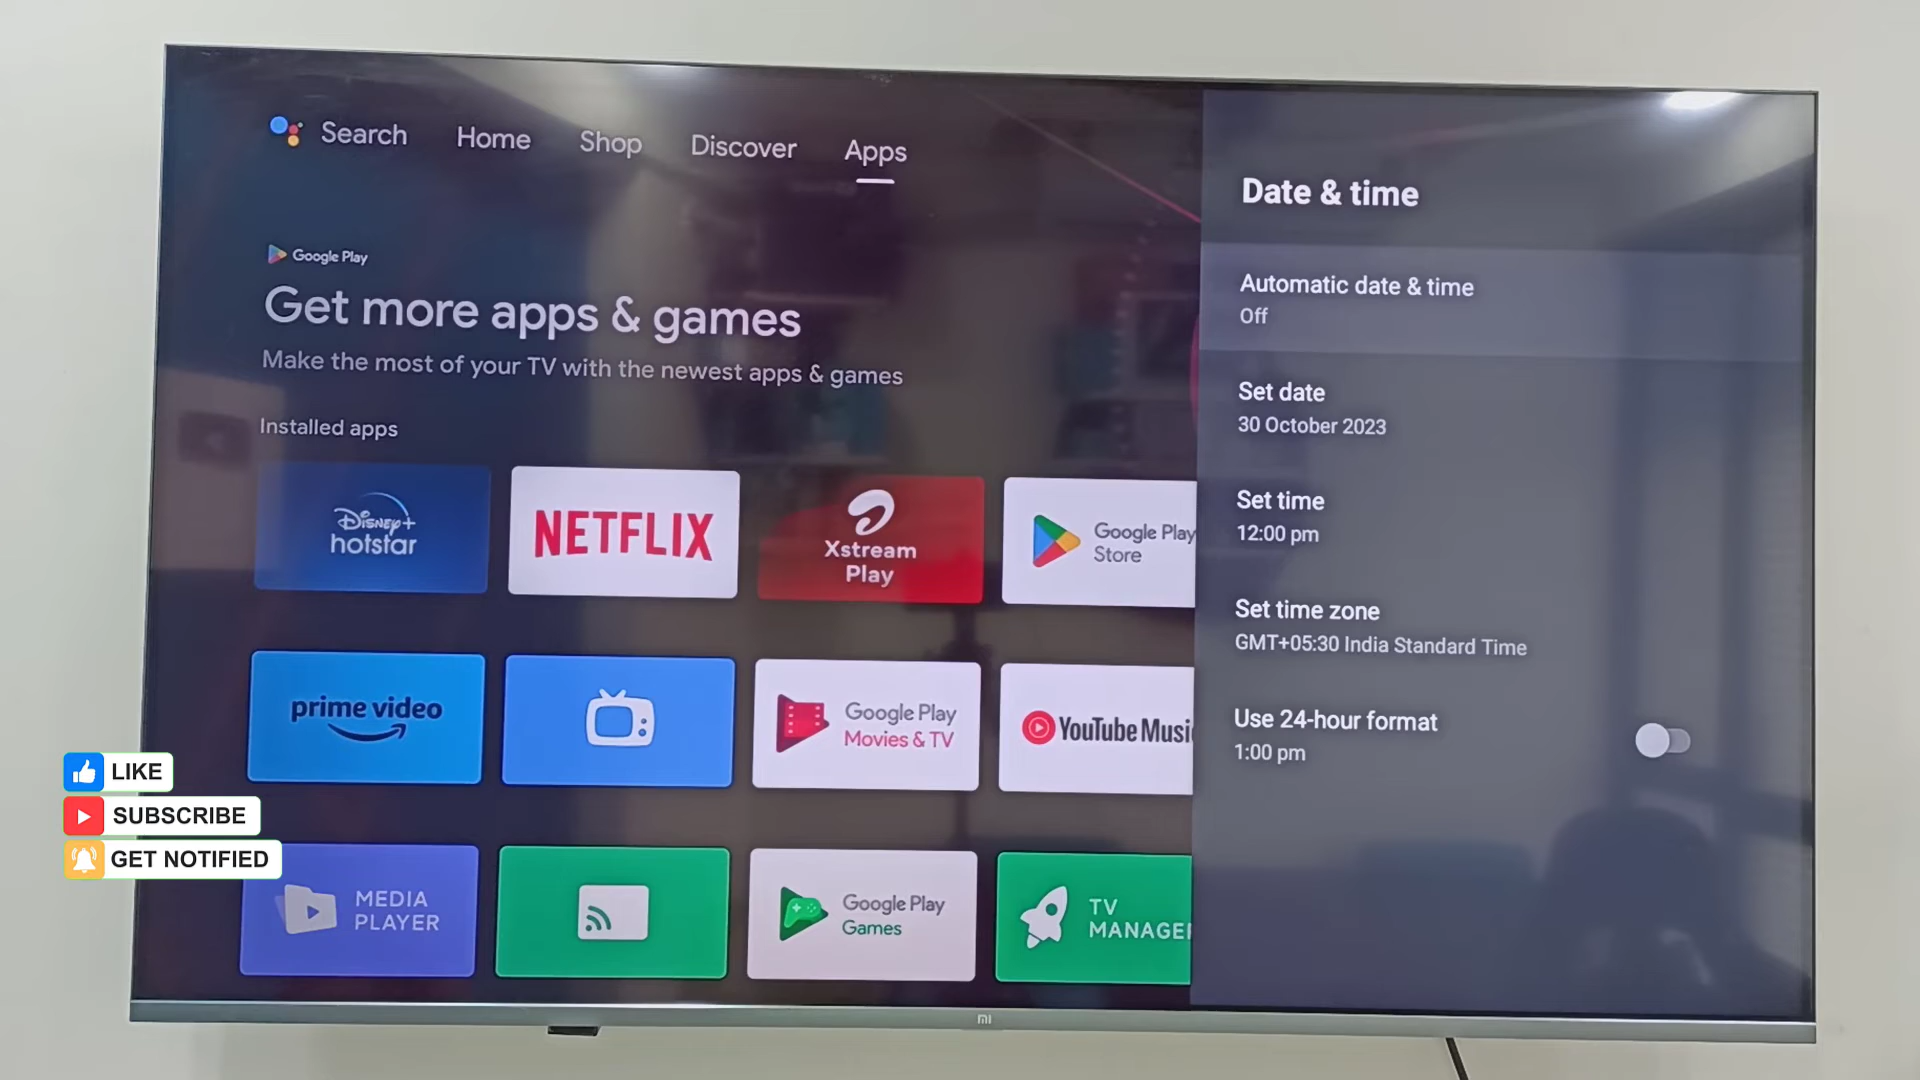 Search
Home
Shop
Discover
Apps
Google Play
Get more apps & games
Make the most of your TV with the newest apps & games
Installed apps
Disney+
hotstar
NETFLIX
Xstream
Play
Google Play
Store
prime video
Google Play
Movies & TV
YouTube Musi
MEDIA
PLAYER
Google Play
Games
TV
MANAGER
Date & time
Automatic date & time
Off
Set date
30 October 2023
Set time
12:00 pm
Set time zone
GMT+05:30 India Standard Time
Use 24-hour format
1:00 pm
LIKE
SUBSCRIBE
GET NOTIFIED
mi